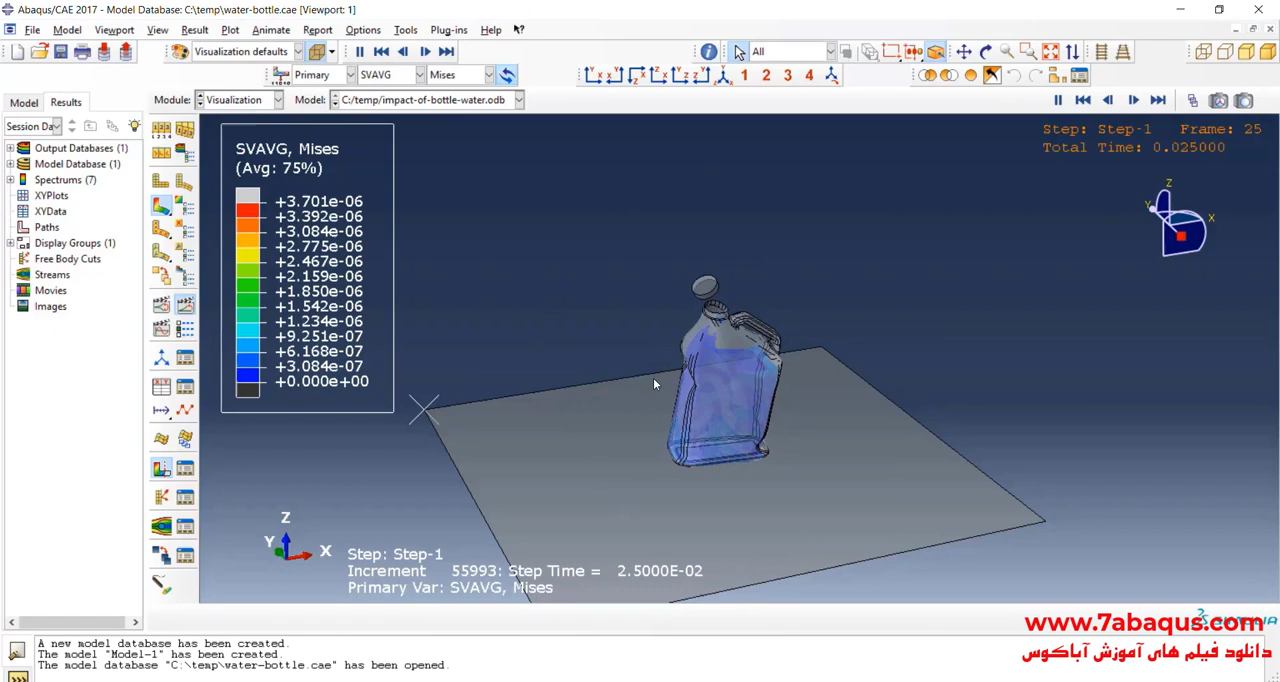 Abaqus/CAE 2017 - Model Database: C:\temp\water-bottle.cae [Viewport: 1]
File Model Viewport View Result Plot Animate Report Options Tools Plug-ins Help
Visualization defaults All
Primary SVAVG Mises 1 2 3 4
Model Results Module: Visualization Model: C:/temp/impact-of-bottle-water.odb
Session Da
Output Databases (1)
Model Database (1)
Spectrums (7)
XYPlots
XYData
Paths
Display Groups (1)
Free Body Cuts
Streams
Movies
Images
SVAVG, Mises
(Avg: 75%)
+3.701e-06
+3.392e-06
+3.084e-06
+2.775e-06
+2.467e-06
+2.159e-06
+1.850e-06
+1.542e-06
+1.234e-06
+9.251e-07
+6.168e-07
+3.084e-07
+0.000e+00
Step: Step-1 Frame: 25
Total Time: 0.025000
Z
Y X
Z
Y X
Step: Step-1
Increment 55993: Step Time = 2.5000E-02
Primary Var: SVAVG, Mises
www.7abaqus.com
دانلود فیلم های آموزش آباکوس
A new model database has been created.
The model "Model-1" has been created.
The model database "C:\temp\water-bottle.cae" has been opened.
>>>